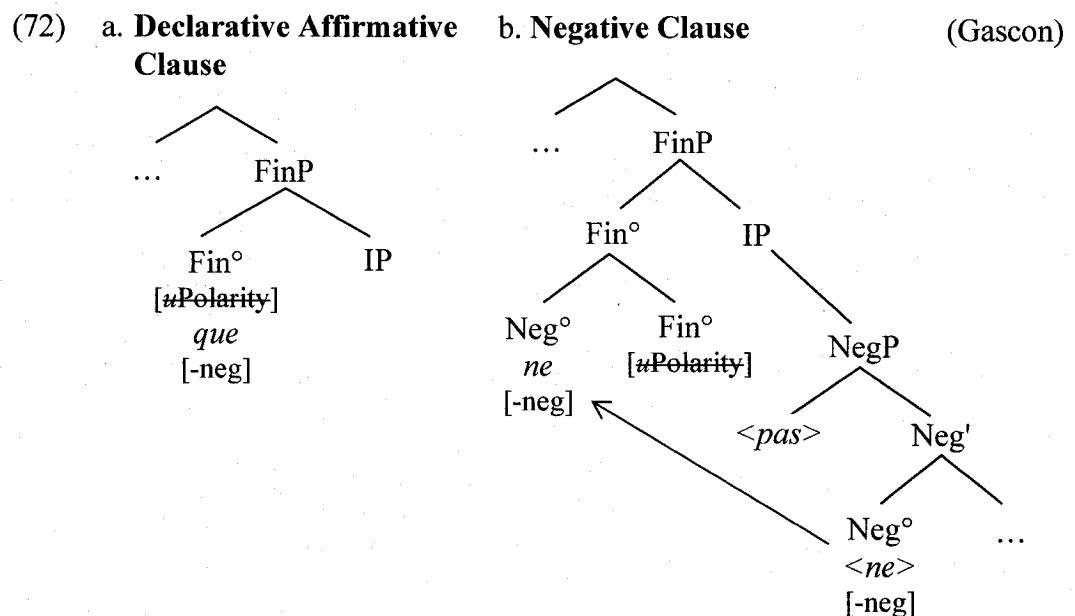 (72) a. Declarative Affirmative Clause b. Negative Clause (Gascon)
... FinP
Fin° IP
[uPolarity]
que
[-neg]
... FinP
Fin° IP
Neg° Fin° NegP
ne [uPolarity]
[-neg]
<pas> Neg'
Neg° ...
<ne>
[-neg]